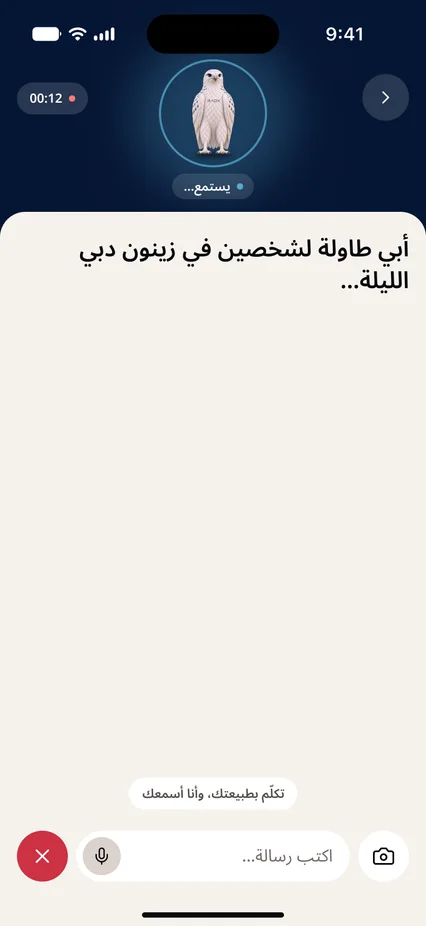 9:41
00:12
يستمع...
أبي طاولة لشخصين في زينون دبي
الليلة...
تكلّم بطبيعتك، وأنا أسمعك
اكتب رسالة...